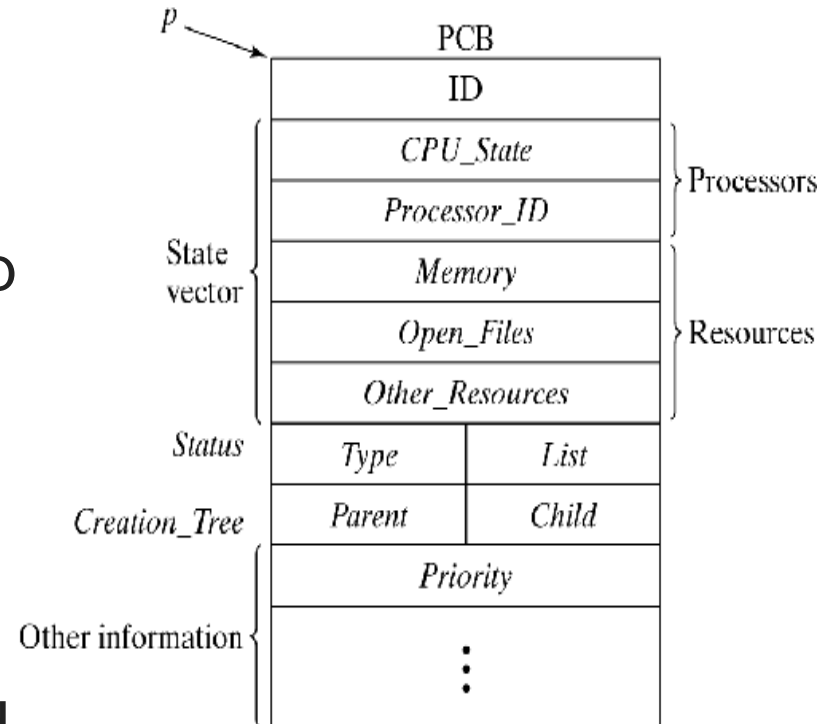 p
PCB
ID
CPU_State
Processors
Processor_ID
State
vector
Memory
Open_Files
Resources
Other_Resources
Status
Type List
Creation_Tree
Parent Child
Priority
Other information